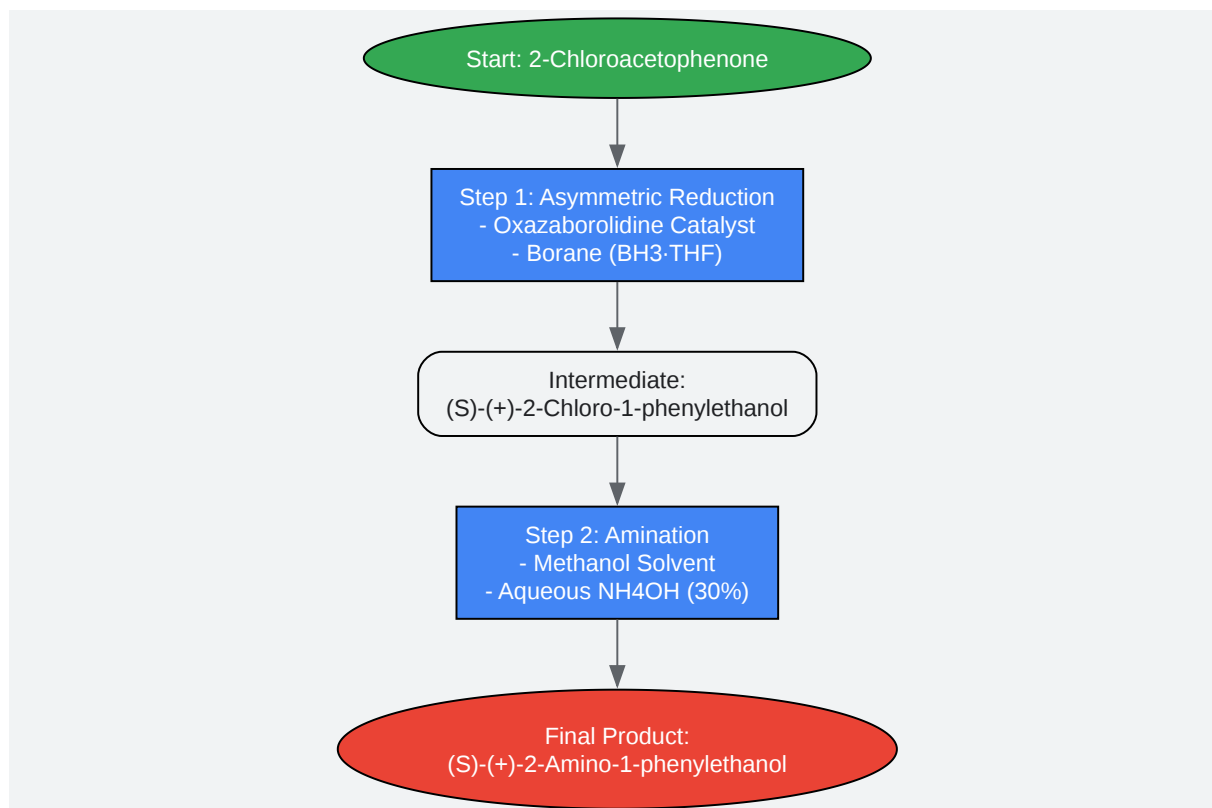 Start: 2-Chloroacetophenone
Step 1: Asymmetric Reduction
- Oxazaborolidine Catalyst
- Borane (BH3·THF)
Intermediate:
(S)-(+)-2-Chloro-1-phenylethanol
Step 2: Amination
- Methanol Solvent
- Aqueous NH4OH (30%)
Final Product:
(S)-(+)-2-Amino-1-phenylethanol